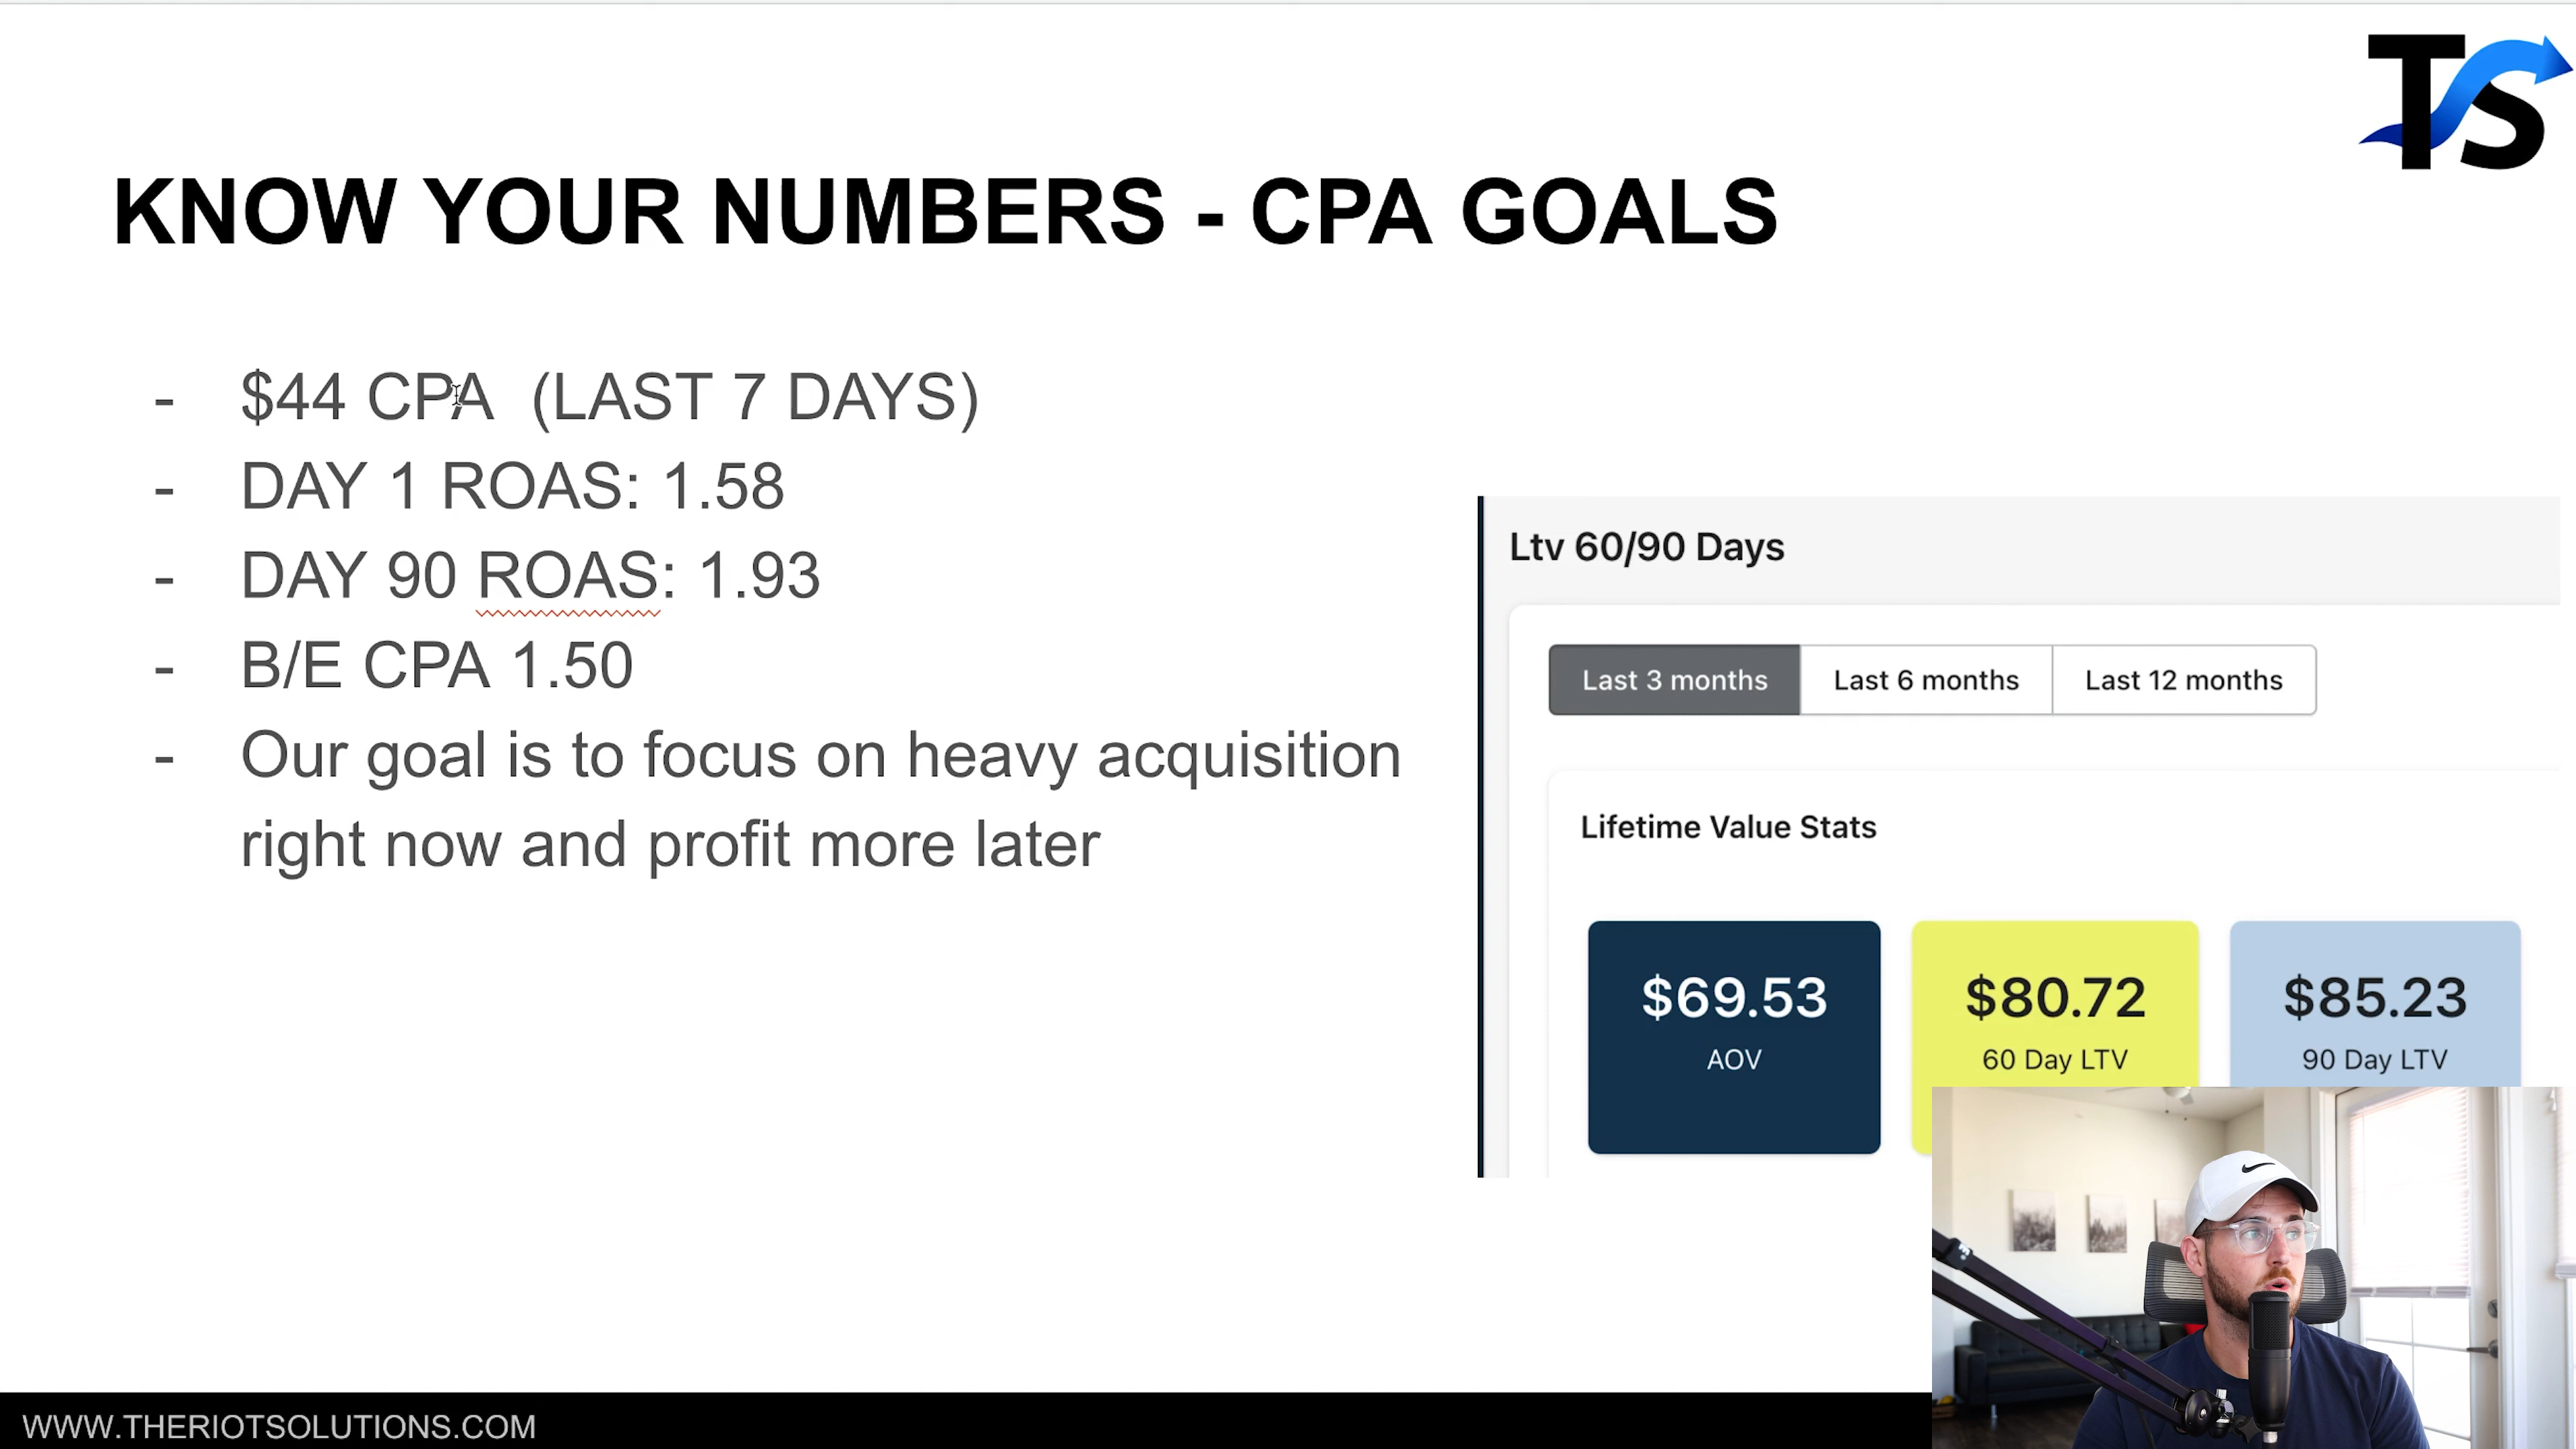 TS
KNOW YOUR NUMBERS - CPA GOALS
- $44 CPA (LAST 7 DAYS)
- DAY 1 ROAS: 1.58
- DAY 90 ROAS: 1.93
- B/E CPA 1.50
- Our goal is to focus on heavy acquisition
right now and profit more later
Ltv 60/90 Days
Last 3 months Last 6 months Last 12 months
Lifetime Value Stats
$69.53 $80.72 $85.23
AOV 60 Day LTV 90 Day LTV
WWW.THERIOTSOLUTIONS.COM